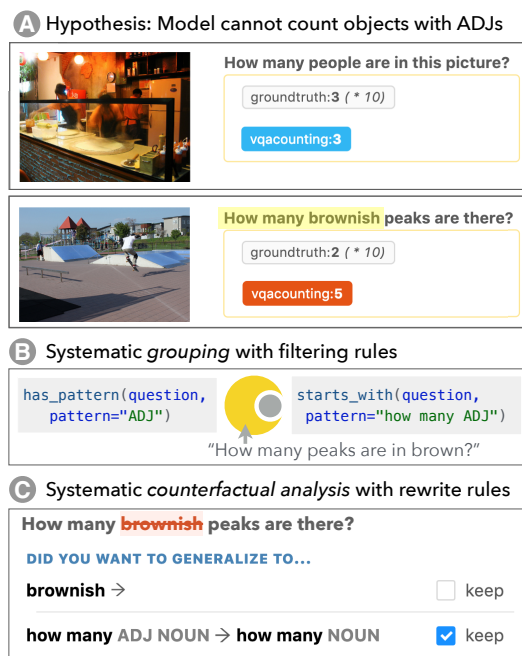 A Hypothesis: Model cannot count objects with ADJs
How many people are in this picture?
groundtruth:3 ( * 10)
vqacounting:3
How many brownish peaks are there?
groundtruth:2 ( * 10)
vqacounting:5
B Systematic grouping with filtering rules
has_pattern(question,
pattern="ADJ")
starts_with(question,
pattern="how many ADJ")
“How many peaks are in brown?”
C Systematic counterfactual analysis with rewrite rules
How many brownish peaks are there?
DID YOU WANT TO GENERALIZE TO...
brownish → keep
how many ADJ NOUN → how many NOUN keep